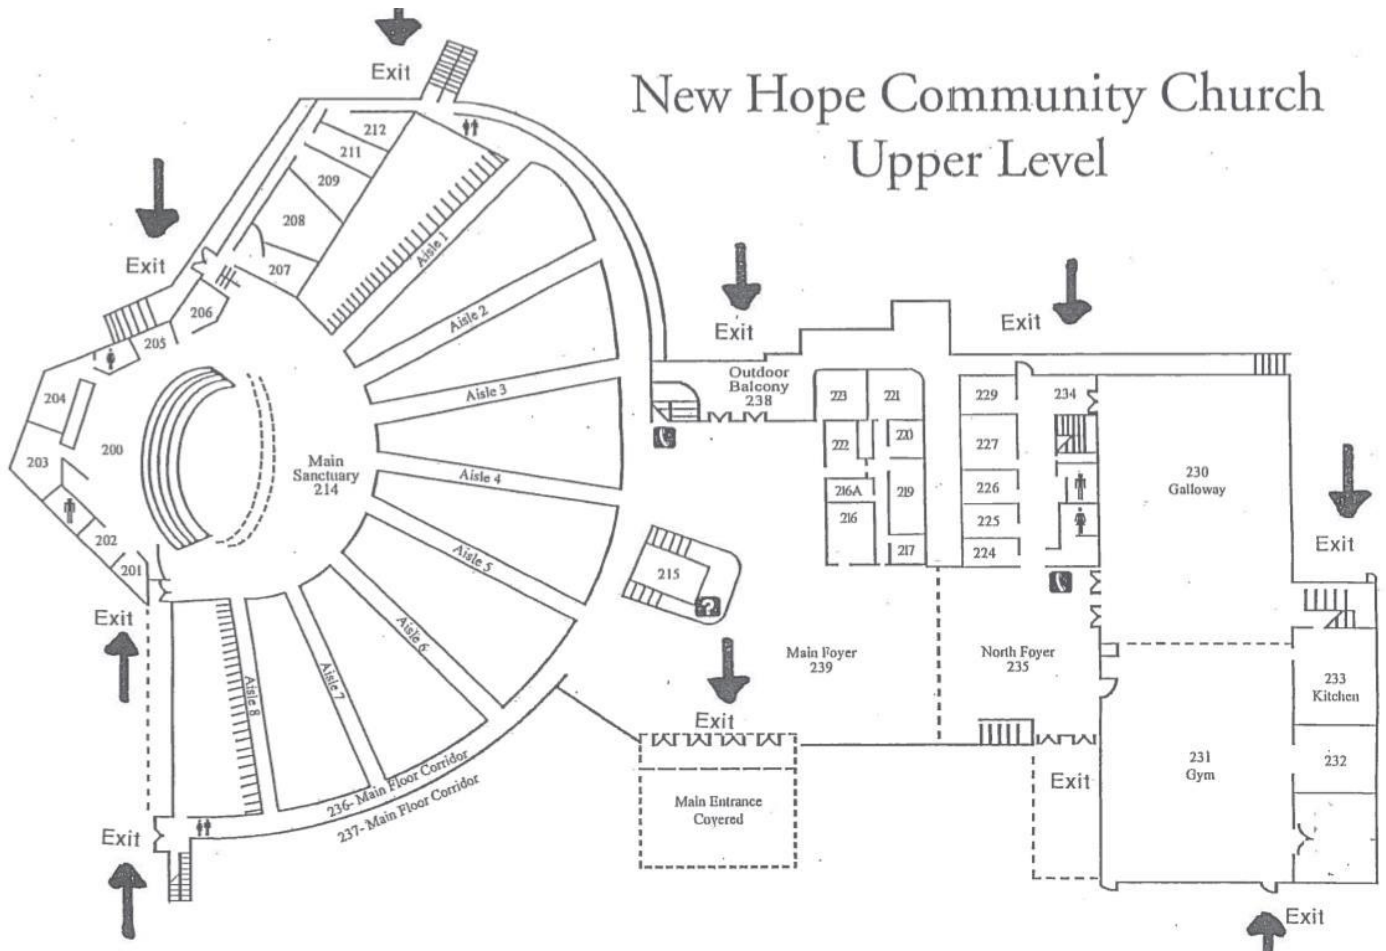 New Hope Community Church
Upper Level
Exit
Exit
Exit
Exit
Exit
Exit
Exit
Exit
Exit
Exit
212
211
209
208
207
206
205
204
203
200
202
201
Aisle 1
Aisle 2
Aisle 3
Aisle 4
Aisle 5
Aisle 6
Aisle 7
Aisle 8
Main
Sanctuary
214
236- Main Floor Corridor
237- Main Floor Corridor
215
?
Outdoor
Balcony
238
223
221
222
220
216A
219
216
217
229
227
226
225
224
234
230
Galloway
Main Foyer
239
North Foyer
235
233
Kitchen
232
231
Gym
Main Entrance
Covered